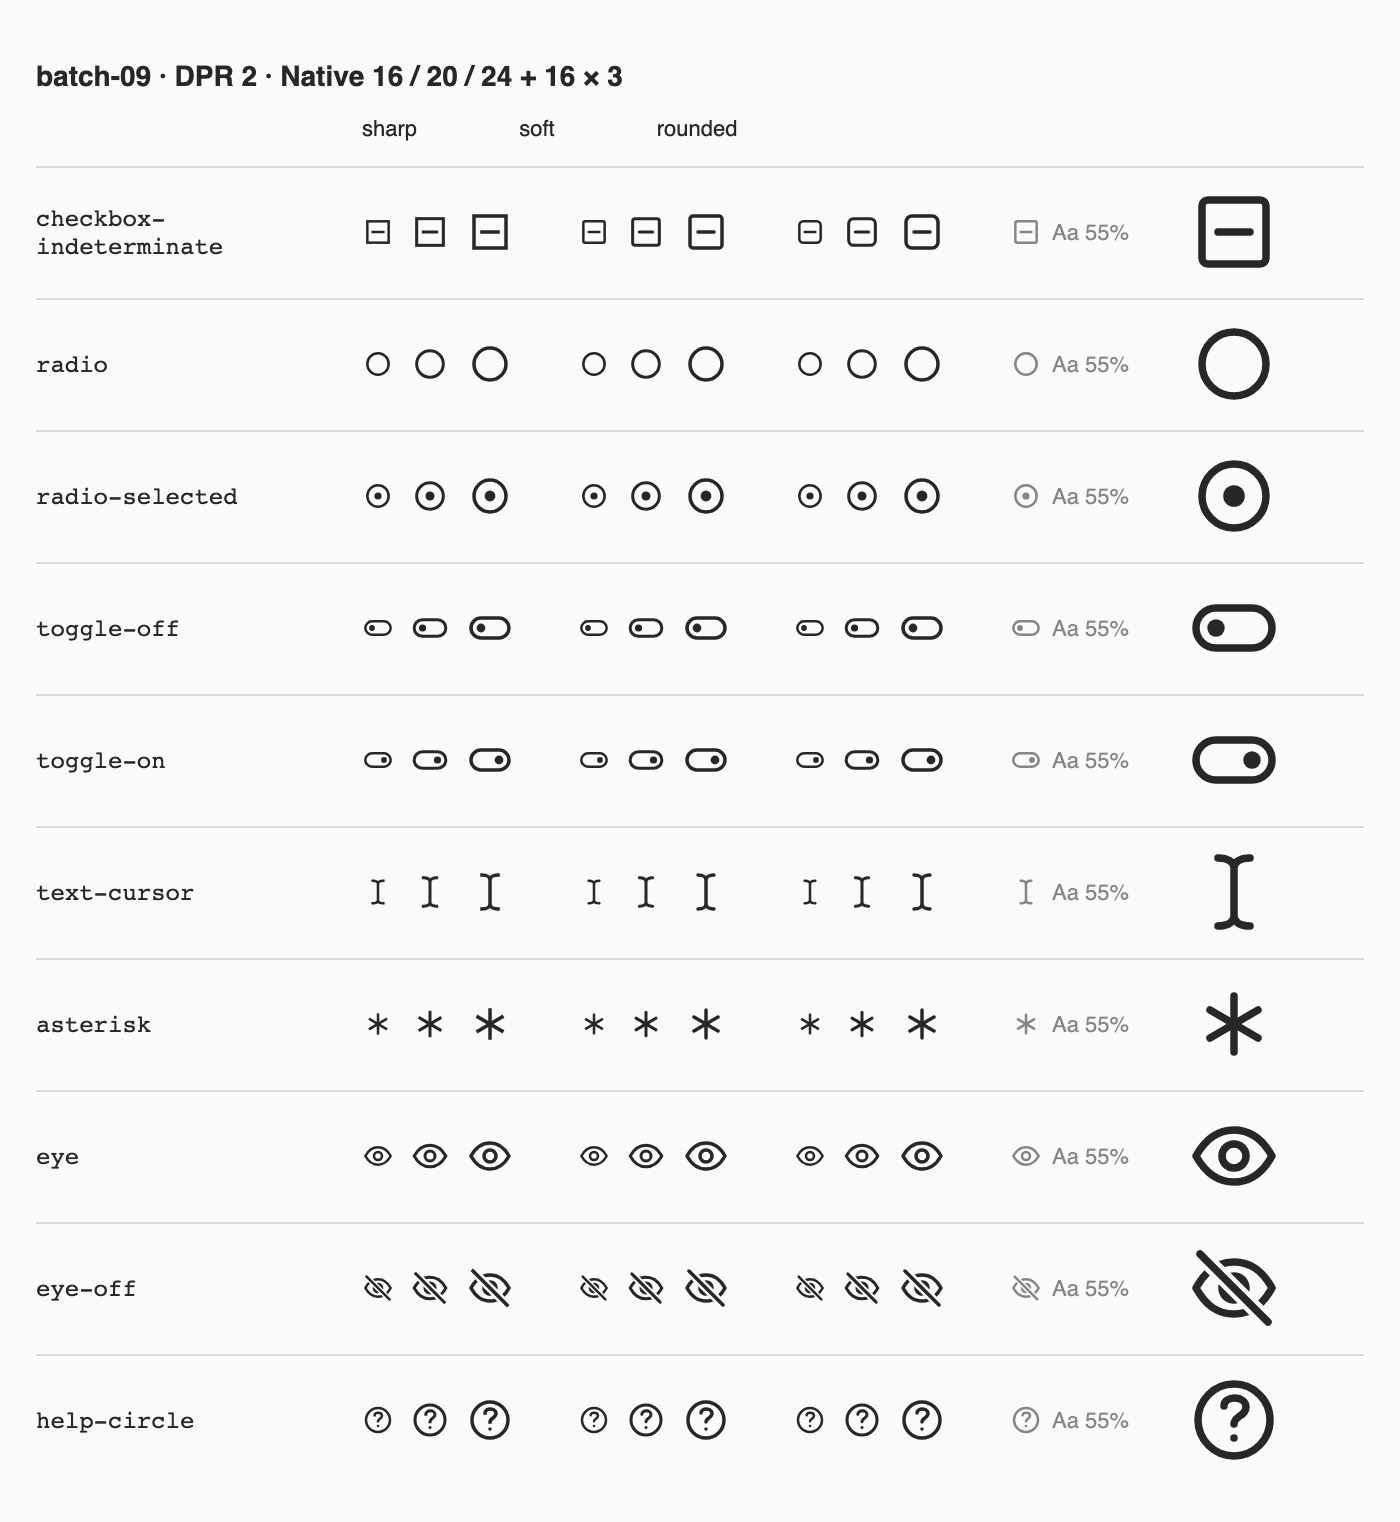 batch-09 · DPR 2 · Native 16 / 20 / 24 + 16 × 3
sharp soft rounded
checkbox-
indeterminate
Aa 55%
radio Aa 55%
radio-selected Aa 55%
toggle-off Aa 55%
toggle-on Aa 55%
text-cursor Aa 55%
asterisk Aa 55%
eye Aa 55%
eye-off Aa 55%
help-circle ? ? ? ? ? ? ? ? ? ? Aa 55% ?